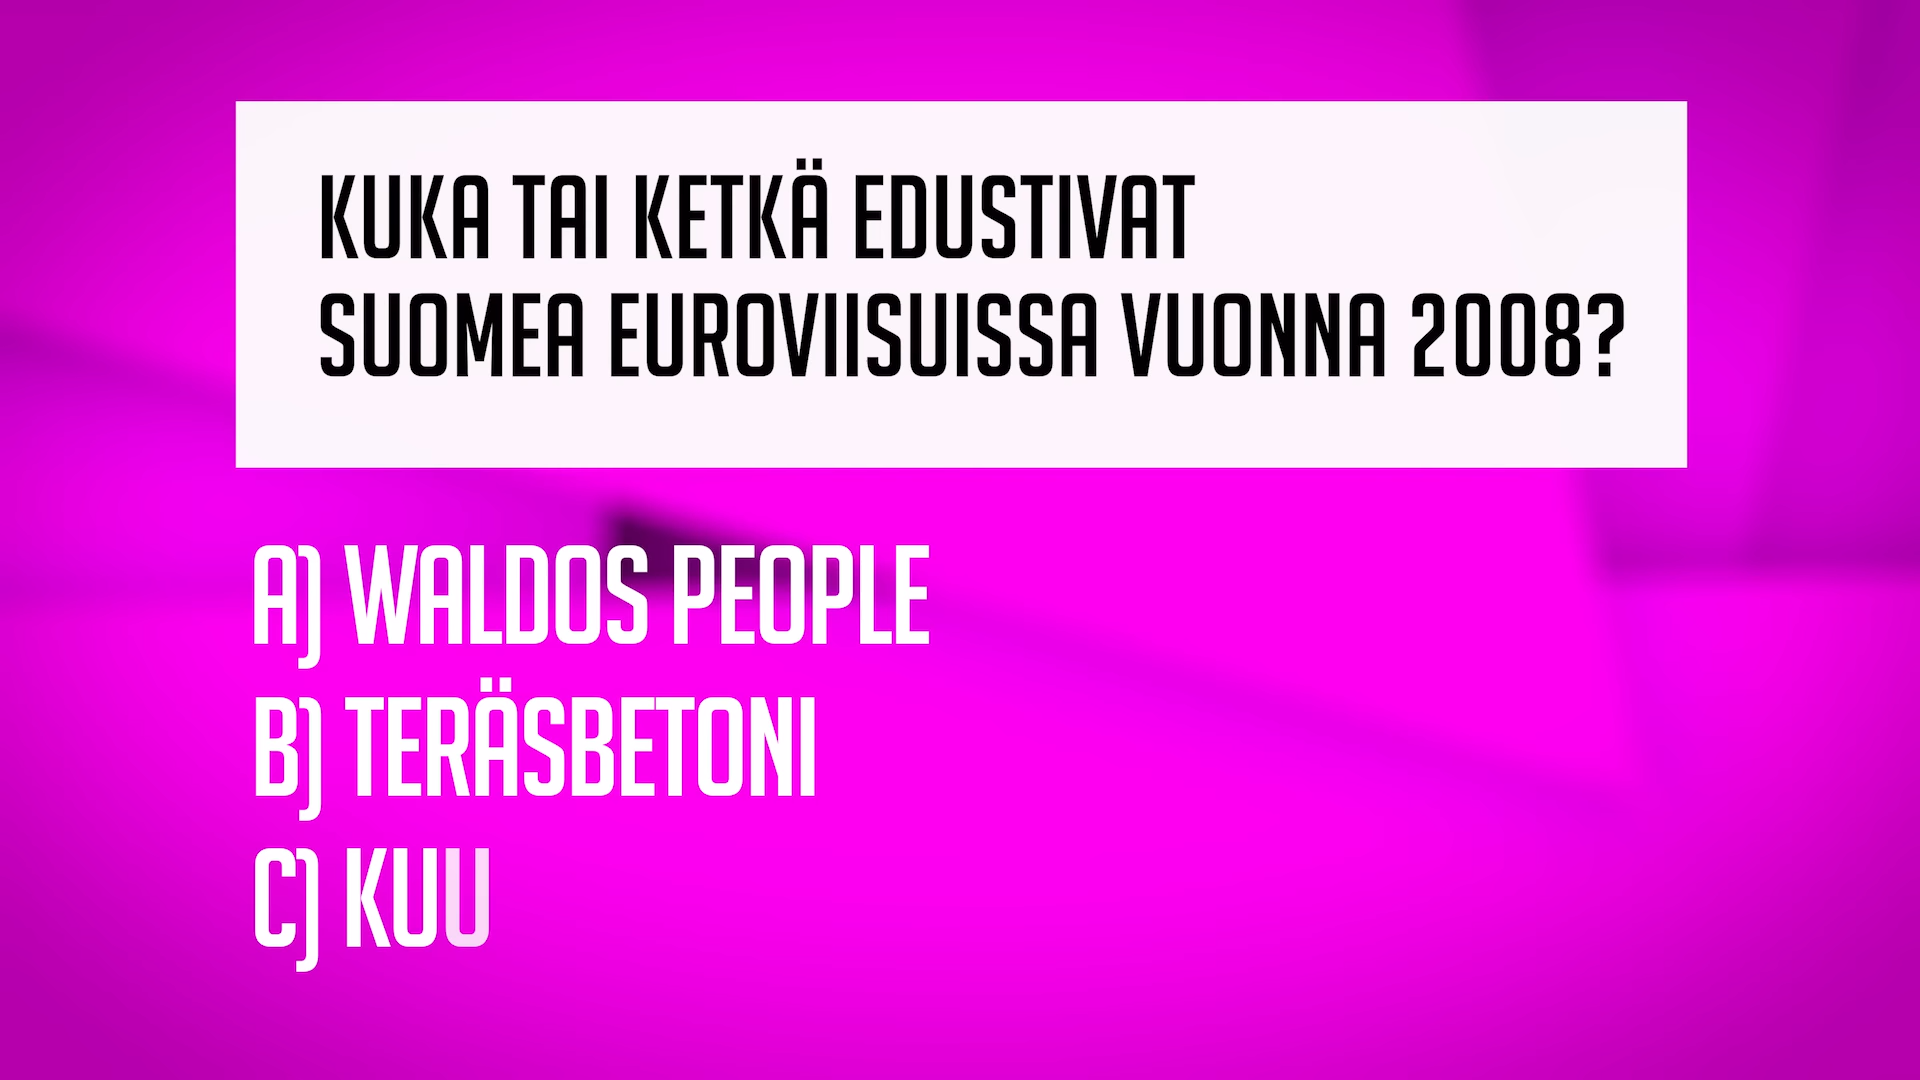 KUKA TAI KETKÄ EDUSTIVAT
SUOMEA EUROVIISUISSA VUONNA 2008?
A) WALDOS PEOPLE
B) TERÄSBETONI
C) KUU